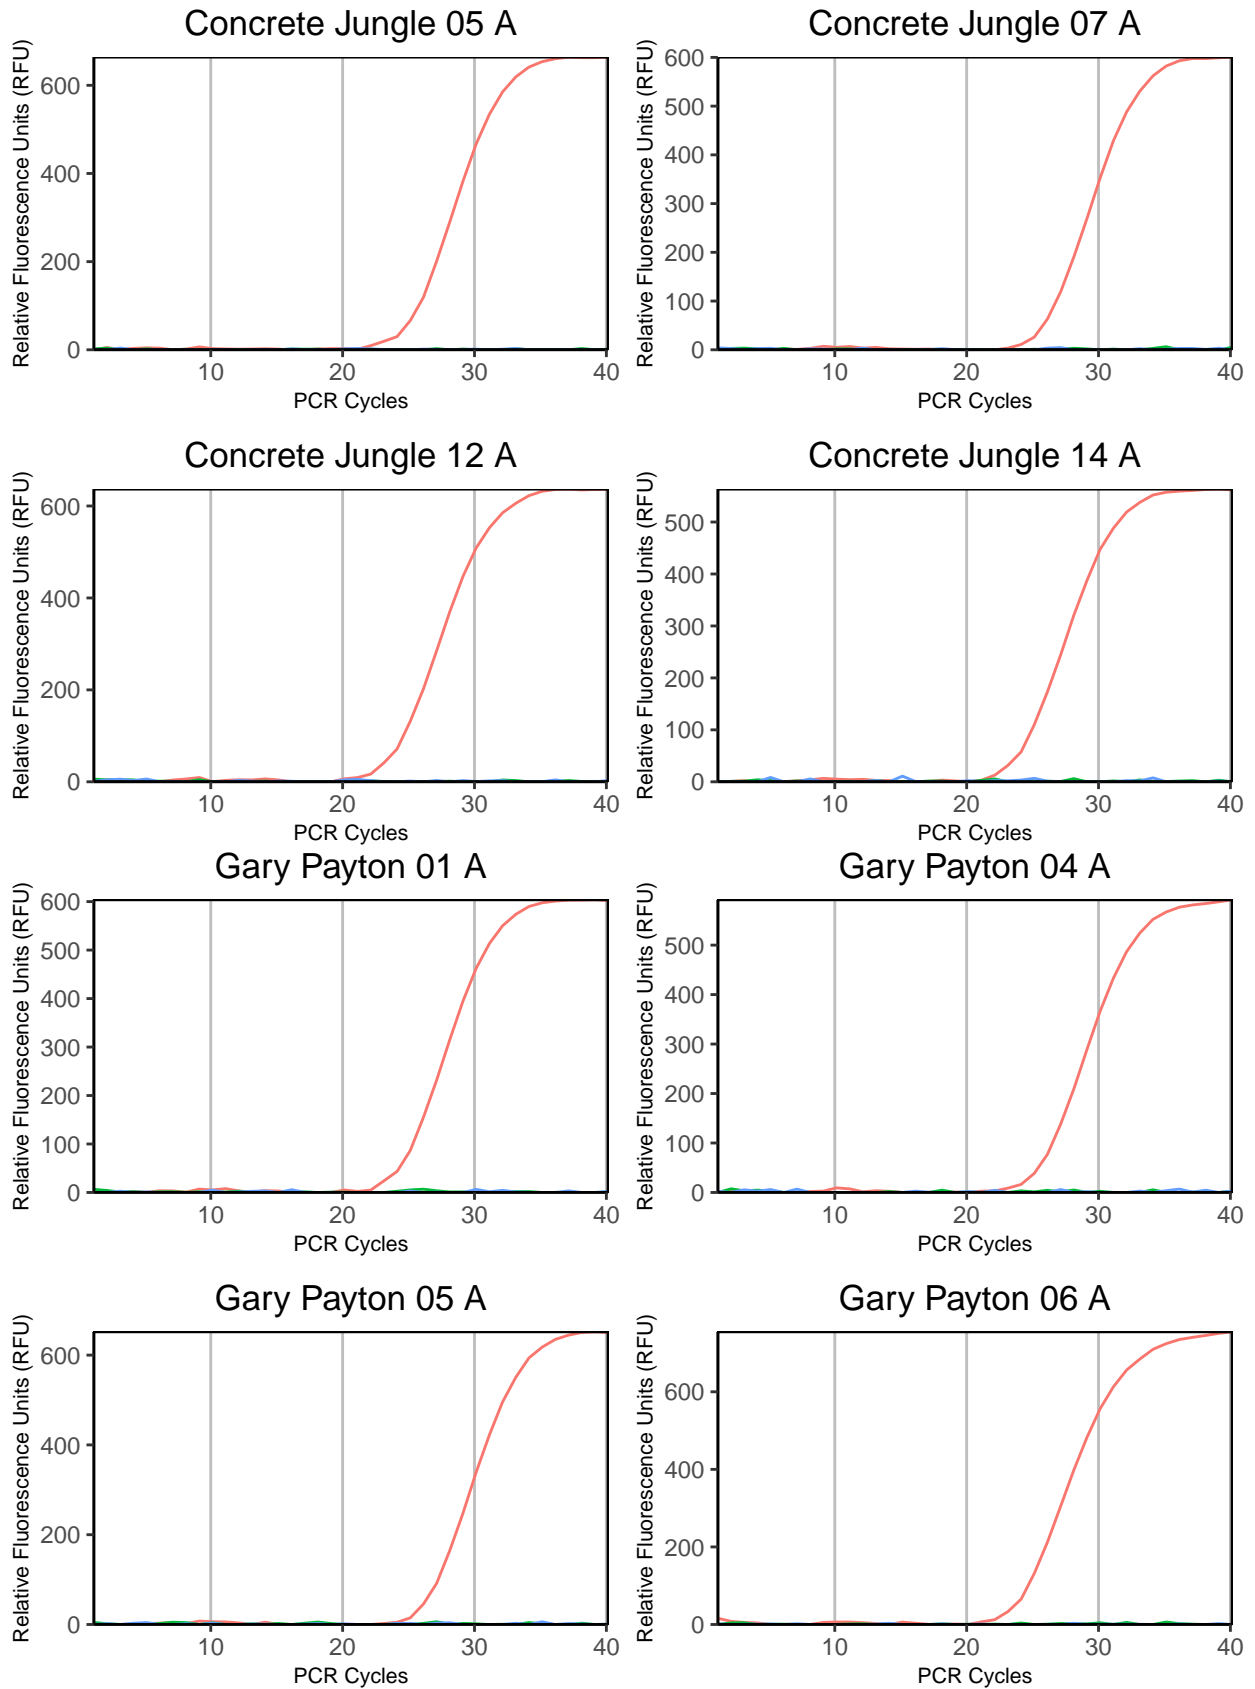 Concrete Jungle 05 A
Relative Fluorescence Units (RFU)
600
400
200
0
10 20 30 40
PCR Cycles
Concrete Jungle 07 A
Relative Fluorescence Units (RFU)
600
500
400
300
200
100
0
10 20 30 40
PCR Cycles
Concrete Jungle 12 A
Relative Fluorescence Units (RFU)
600
400
200
0
10 20 30 40
PCR Cycles
Concrete Jungle 14 A
Relative Fluorescence Units (RFU)
500
400
300
200
100
0
10 20 30 40
PCR Cycles
Gary Payton 01 A
Relative Fluorescence Units (RFU)
600
500
400
300
200
100
0
10 20 30 40
PCR Cycles
Gary Payton 04 A
Relative Fluorescence Units (RFU)
500
400
300
200
100
0
10 20 30 40
PCR Cycles
Gary Payton 05 A
Relative Fluorescence Units (RFU)
600
400
200
0
10 20 30 40
PCR Cycles
Gary Payton 06 A
Relative Fluorescence Units (RFU)
600
400
200
0
10 20 30 40
PCR Cycles